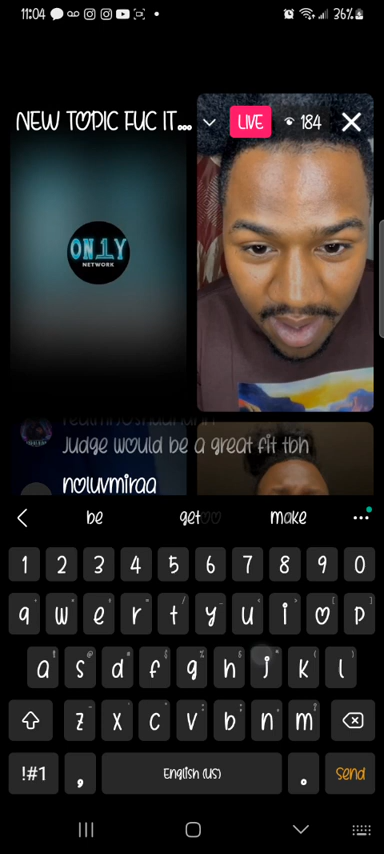 11:04 36%
NEW TOPIC FUC IT... LIVE 184
ON1Y
NETWORK
Judge would be a great fit tbh
noluvmiraa
be get make
1 2 3 4 5 6 7 8 9 0
q w e r t y u i o p
a s d f g h j k l
z x c v b n m
!#1 , English (US) . Send